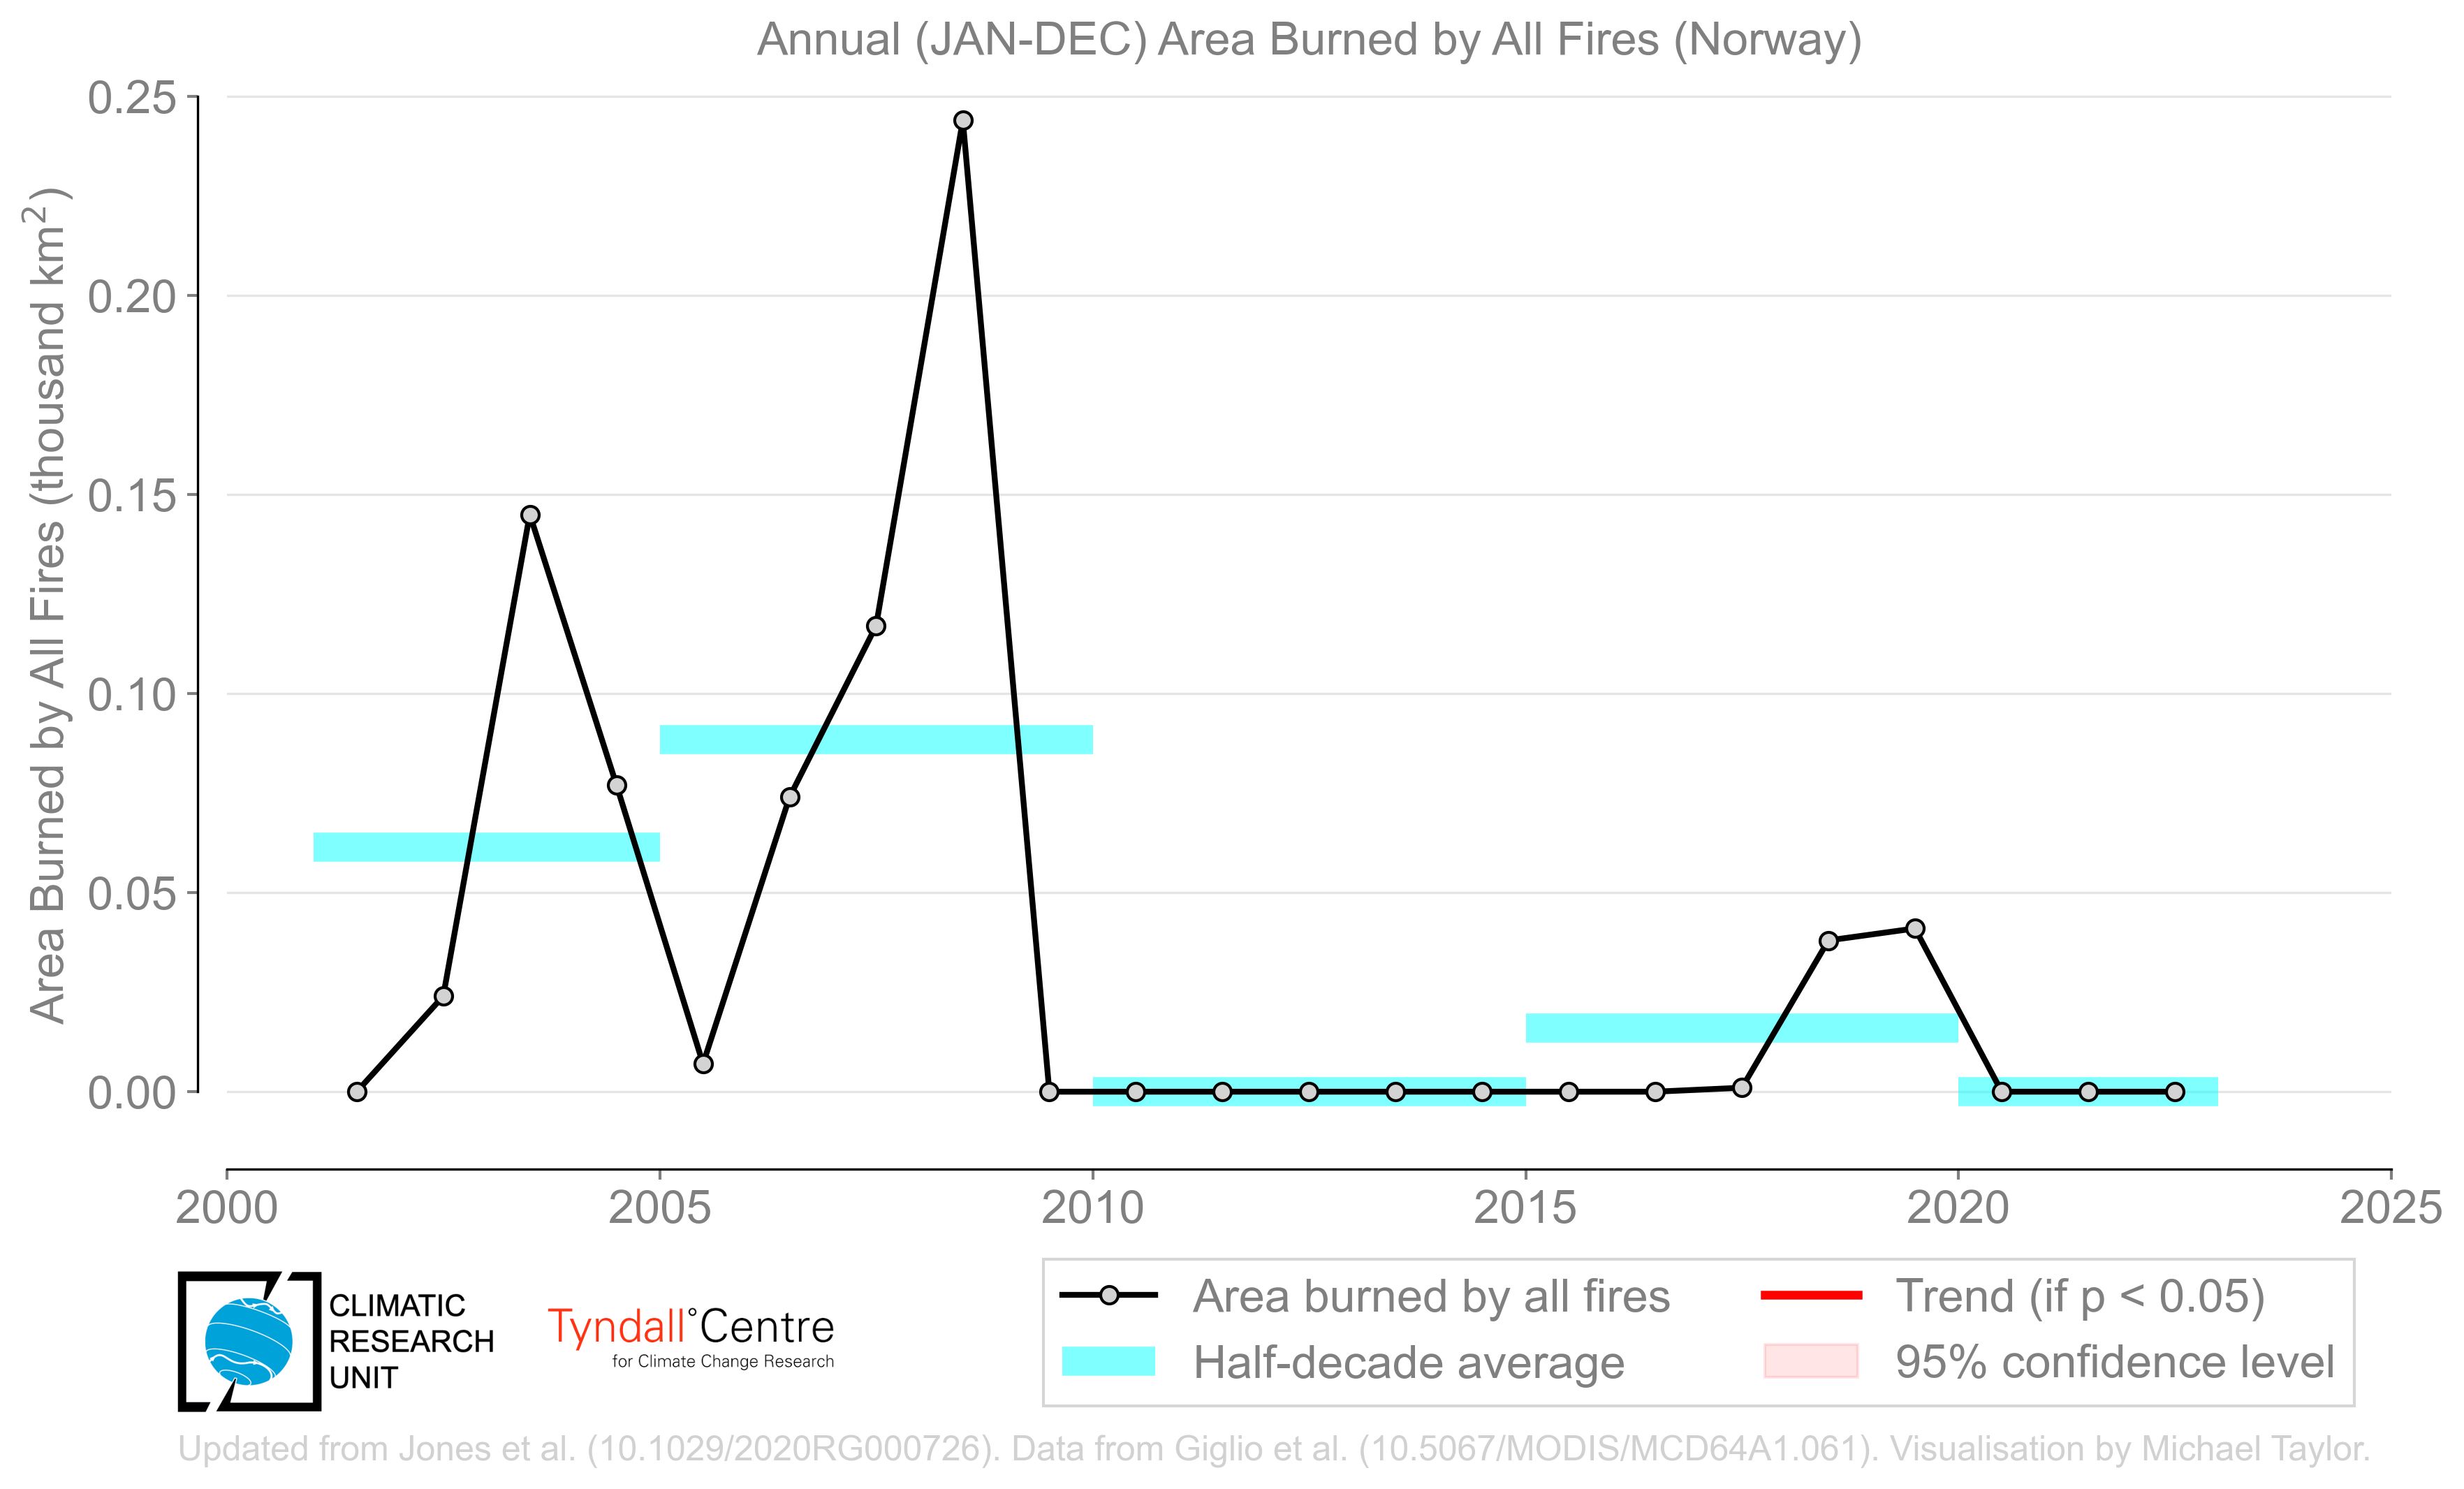 Annual (JAN-DEC) Area Burned by All Fires (Norway)
Area Burned by All Fires (thousand km²)
0.25
0.20
0.15
0.10
0.05
0.00
2000 2005 2010 2015 2020 2025
CLIMATIC
RESEARCH
UNIT
Tyndall°Centre
for Climate Change Research
Area burned by all fires
Half-decade average
Trend (if p < 0.05)
95% confidence level
Updated from Jones et al. (10.1029/2020RG000726). Data from Giglio et al. (10.5067/MODIS/MCD64A1.061). Visualisation by Michael Taylor.